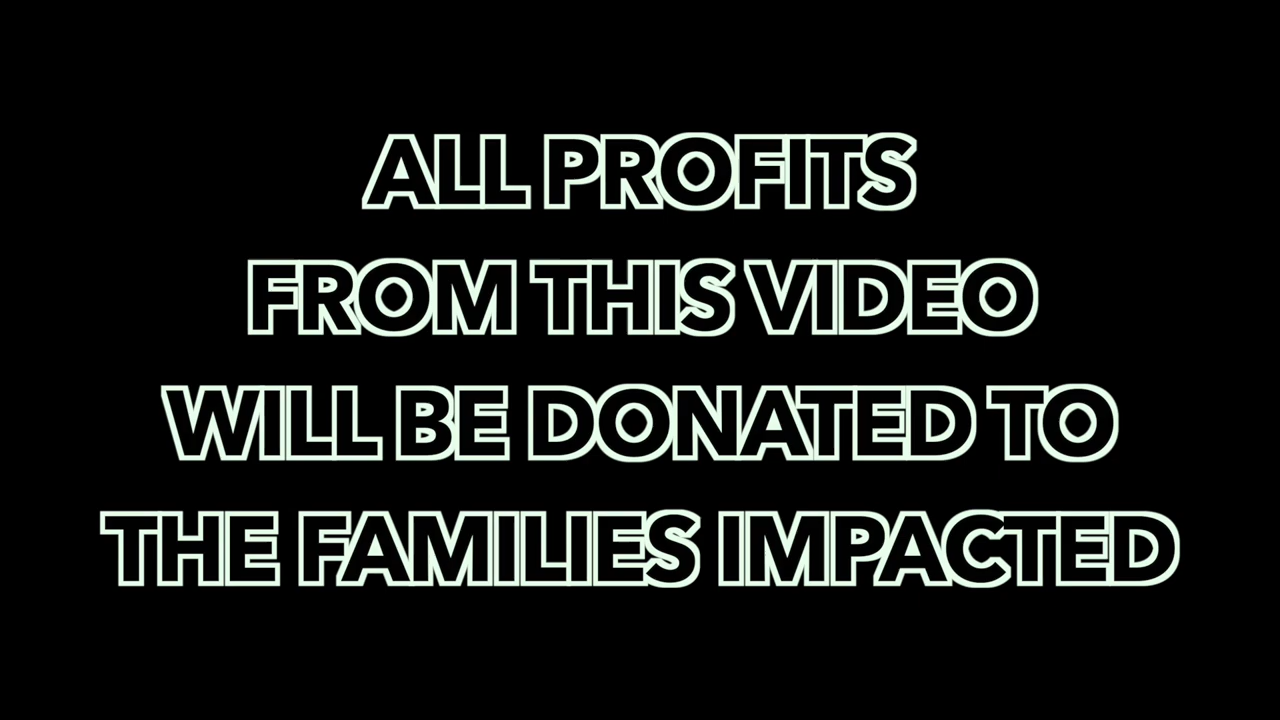 ALL PROFITS
FROM THIS VIDEO
WILL BE DONATED TO
THE FAMILIES IMPACTED